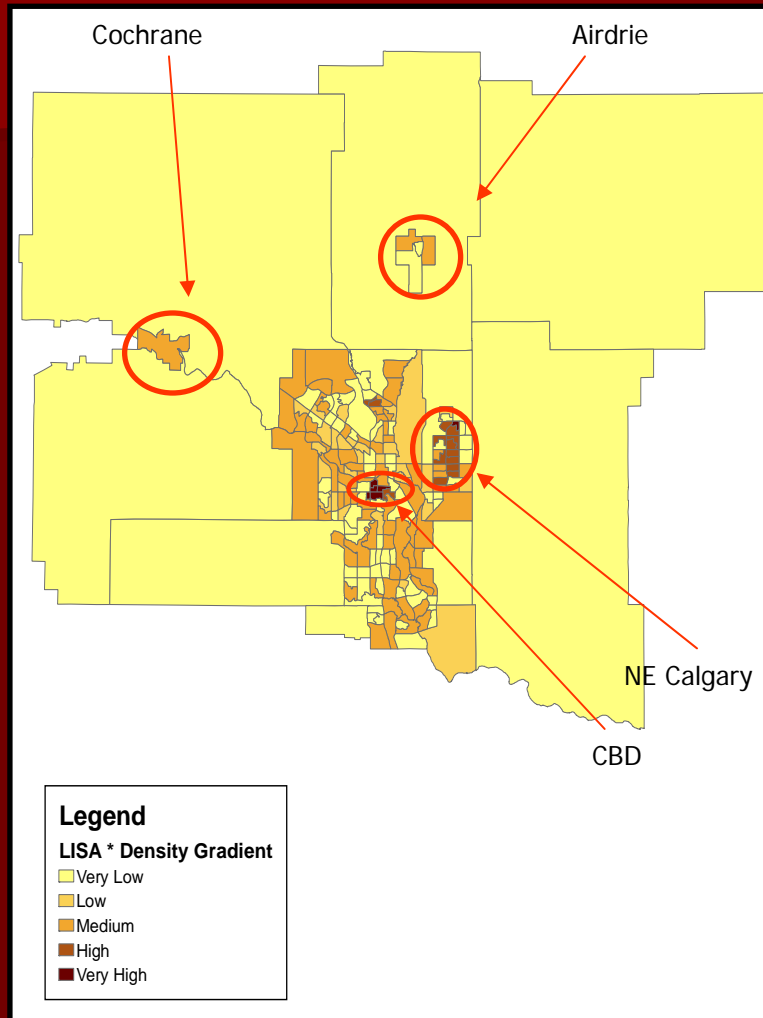 Cochrane
Airdrie
NE Calgary
CBD
Legend
LISA * Density Gradient
Very Low
Low
Medium
High
Very High